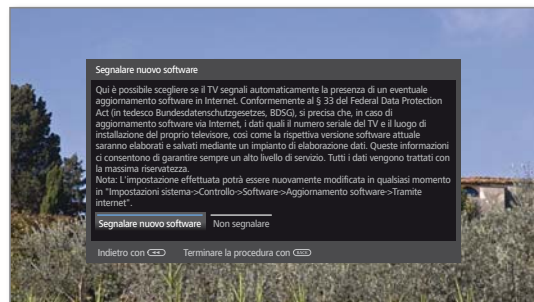 Segnalare nuovo software
Qui è possibile scegliere se il TV segnali automaticamente la presenza di un eventuale
aggiornamento software in Internet. Conformemente al § 33 del Federal Data Protection
Act (in tedesco Bundesdatenschutzgesetzes, BDSG), si precisa che, in caso di
aggiornamento software via Internet, i dati quali il numero seriale del TV e il luogo di
installazione del proprio televisore, così come la rispettiva versione software attuale
saranno elaborati e salvati mediante un impianto di elaborazione dati. Queste informazioni
ci consentono di garantire sempre un alto livello di servizio. Tutti i dati vengono trattati con
la massima riservatezza.
Nota: L'impostazione effettuata potrà essere nuovamente modificata in qualsiasi momento
in "Impostazioni sistema->Controllo->Software->Aggiornamento software->Tramite
internet".
Segnalare nuovo software Non segnalare
Indietro con Terminare la procedura con BACK